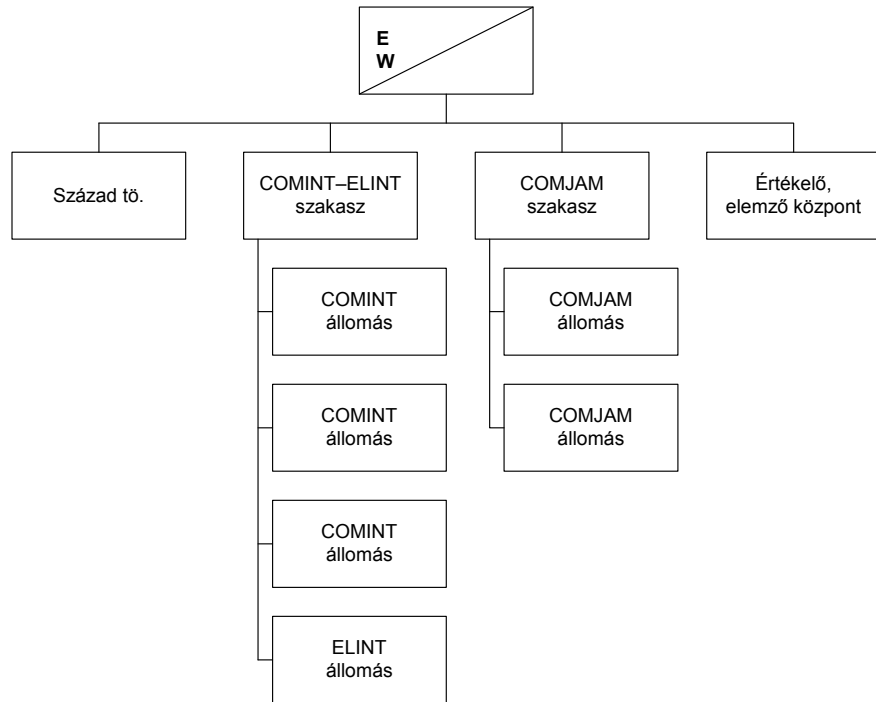 E
W
Század tö.
COMINT–ELINT
szakasz
COMJAM
szakasz
Értékelő,
elemző központ
COMINT
állomás
COMINT
állomás
COMINT
állomás
ELINT
állomás
COMJAM
állomás
COMJAM
állomás